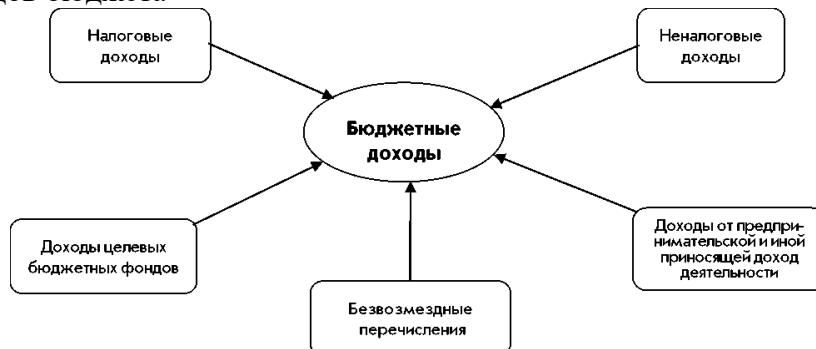 Налоговые
доходы
Неналоговые
доходы
Бюджетные
доходы
Доходы целевых
бюджетных фондов
Доходы от предпри-
нимательской и иной
приносящей доход
деятельности
Безвозмездные
перечисления